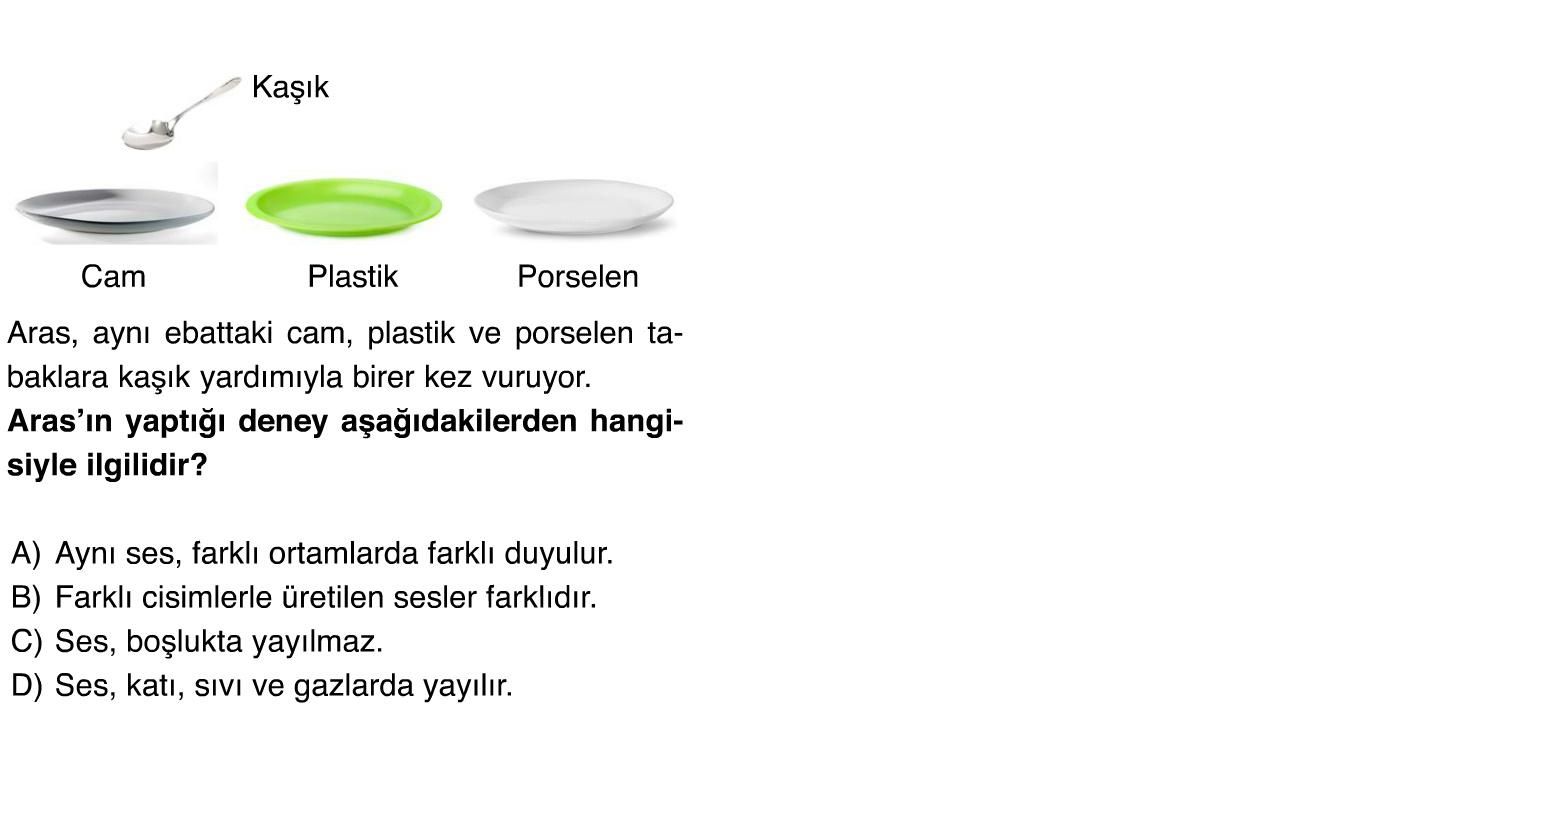 Kaşık
Cam Plastik Porselen
Aras, aynı ebattaki cam, plastik ve porselen ta-
baklara kaşık yardımıyla birer kez vuruyor.
Aras’ın yaptığı deney aşağıdakilerden hangi-
siyle ilgilidir?
A) Aynı ses, farklı ortamlarda farklı duyulur.
B) Farklı cisimlerle üretilen sesler farklıdır.
C) Ses, boşlukta yayılmaz.
D) Ses, katı, sıvı ve gazlarda yayılır.